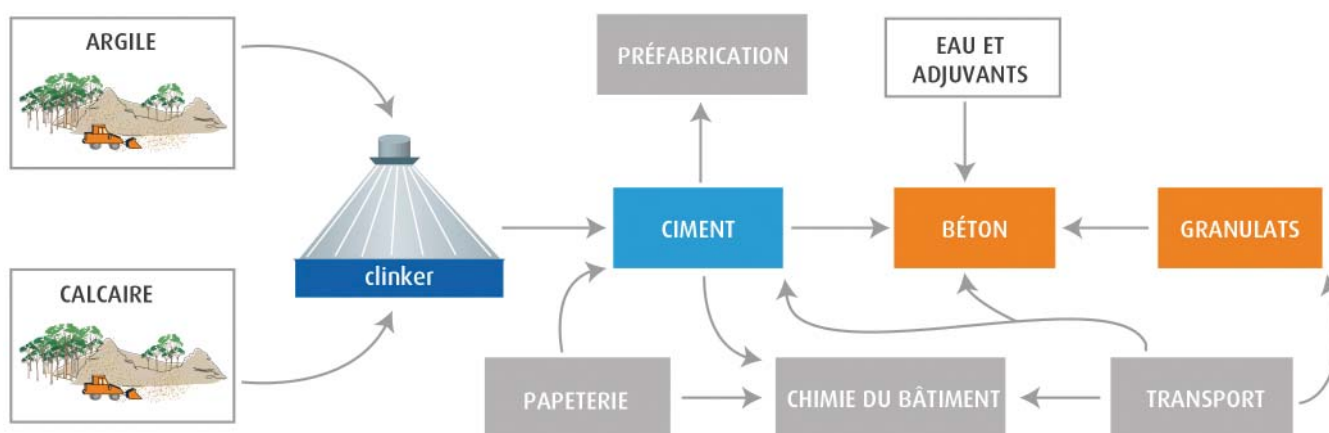 ARGILE
PRÉFABRICATION
EAU ET
ADJUVANTS
CIMENT
BÉTON
GRANULATS
clinker
CALCAIRE
PAPETERIE
CHIMIE DU BÂTIMENT
TRANSPORT